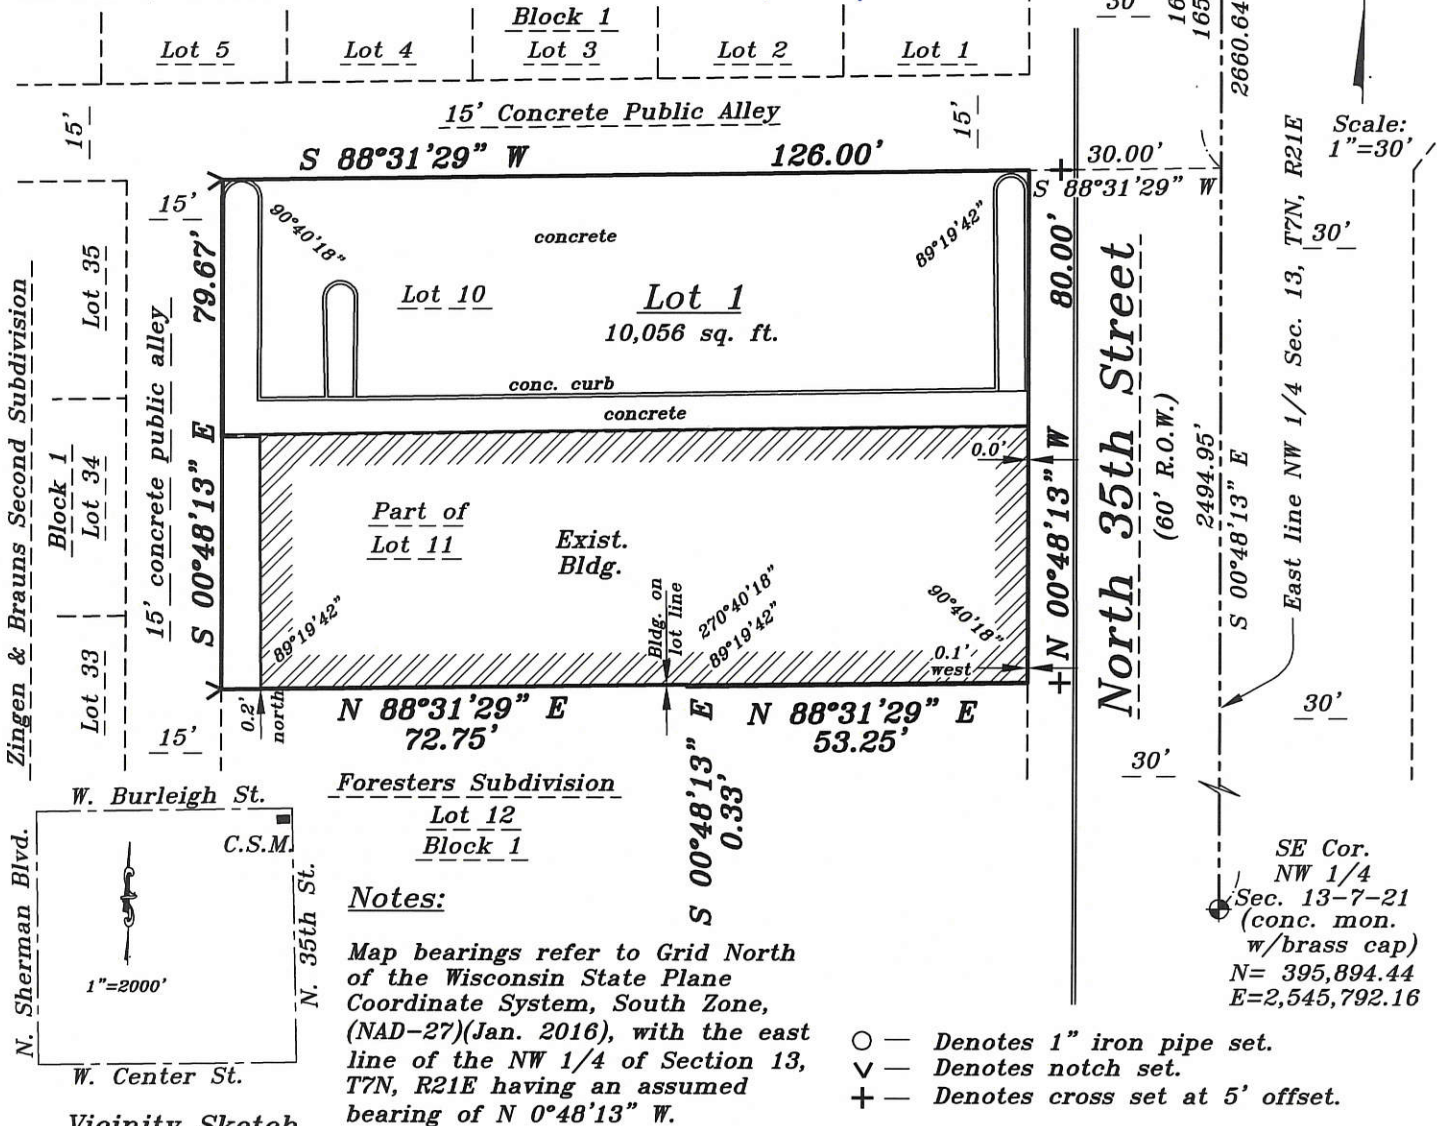 Block 1
Lot 5
Lot 4
Lot 3
Lot 2
Lot 1
30'
2660.64
15'
15' Concrete Public Alley
15'
Scale:
1"=30'
S 88°31'29" W
126.00'
30.00'
S 88°31'29" W
15'
90°40'18"
concrete
89°19'42"
79.67'
80.00'
30'
Lot 35
Lot 10
Lot 1
10,056 sq. ft.
conc. curb
concrete
Zingen & Brauns Second Subdivision
15' concrete public alley
S 00°48'13" E
Block 1
Lot 34
Part of
Lot 11
Exist.
Bldg.
0.0'
N 00°48'13" W
North 35th Street
(60' R.O.W.)
2494.95'
S 00°48'13" E
East line NW 1/4 Sec. 13, T7N, R21E
89°19'42"
Bldg. on
lot line
270°40'18"
89°19'42"
90°40'18"
0.1'
west
Lot 33
15'
0.2'
north
N 88°31'29" E
72.75'
S 00°48'13" E
0.33'
N 88°31'29" E
53.25'
30'
30'
Foresters Subdivision
Lot 12
Block 1
W. Burleigh St.
C.S.M.
N. Sherman Blvd.
N. 35th St.
1"=2000'
W. Center St.
Vicinity Sketch
Notes:
Map bearings refer to Grid North
of the Wisconsin State Plane
Coordinate System, South Zone,
(NAD-27)(Jan. 2016), with the east
line of the NW 1/4 of Section 13,
T7N, R21E having an assumed
bearing of N 0°48'13" W.
SE Cor.
NW 1/4
Sec. 13-7-21
(conc. mon.
w/brass cap)
N= 395,894.44
E=2,545,792.16
— Denotes 1" iron pipe set.
— Denotes notch set.
— Denotes cross set at 5' offset.